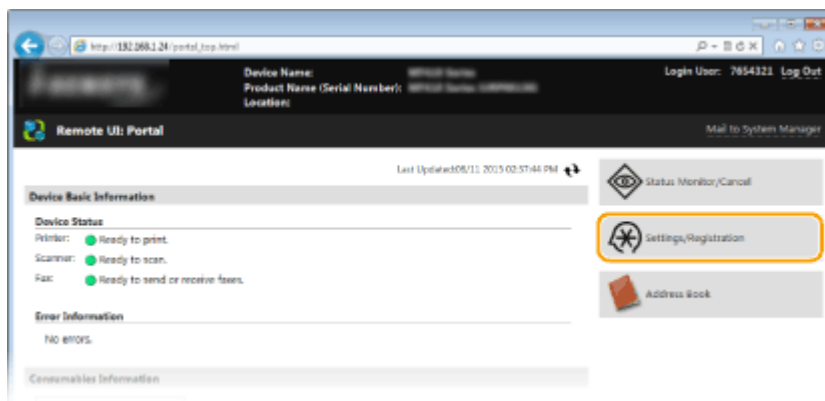 http://192.168.1.24/portal_top.html
Device Name:
Product Name (Serial Number):
Location:
Login User: 7654321 Log Out
Remote UI: Portal
Mail to System Manager
Last Updated:08/11 2015 02:57:44 PM
Device Basic Information
Device Status
Printer: Ready to print.
Scanner: Ready to scan.
Fax: Ready to send or receive faxes.
Error Information
No errors.
Consumables Information
Status Monitor/Cancel
Settings/Registration
Address Book